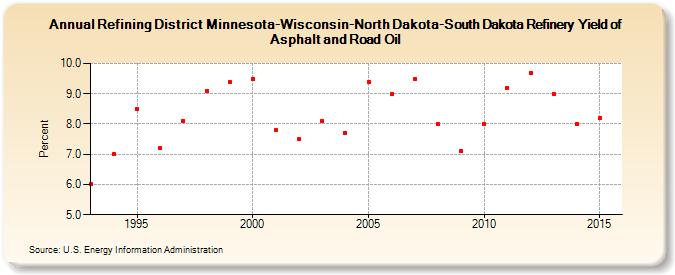 Annual Refining District Minnesota-Wisconsin-North Dakota-South Dakota Refinery Yield of
Asphalt and Road Oil
Percent
10.0
9.0
8.0
7.0
6.0
5.0
1995 2000 2005 2010 2015
Source: U.S. Energy Information Administration